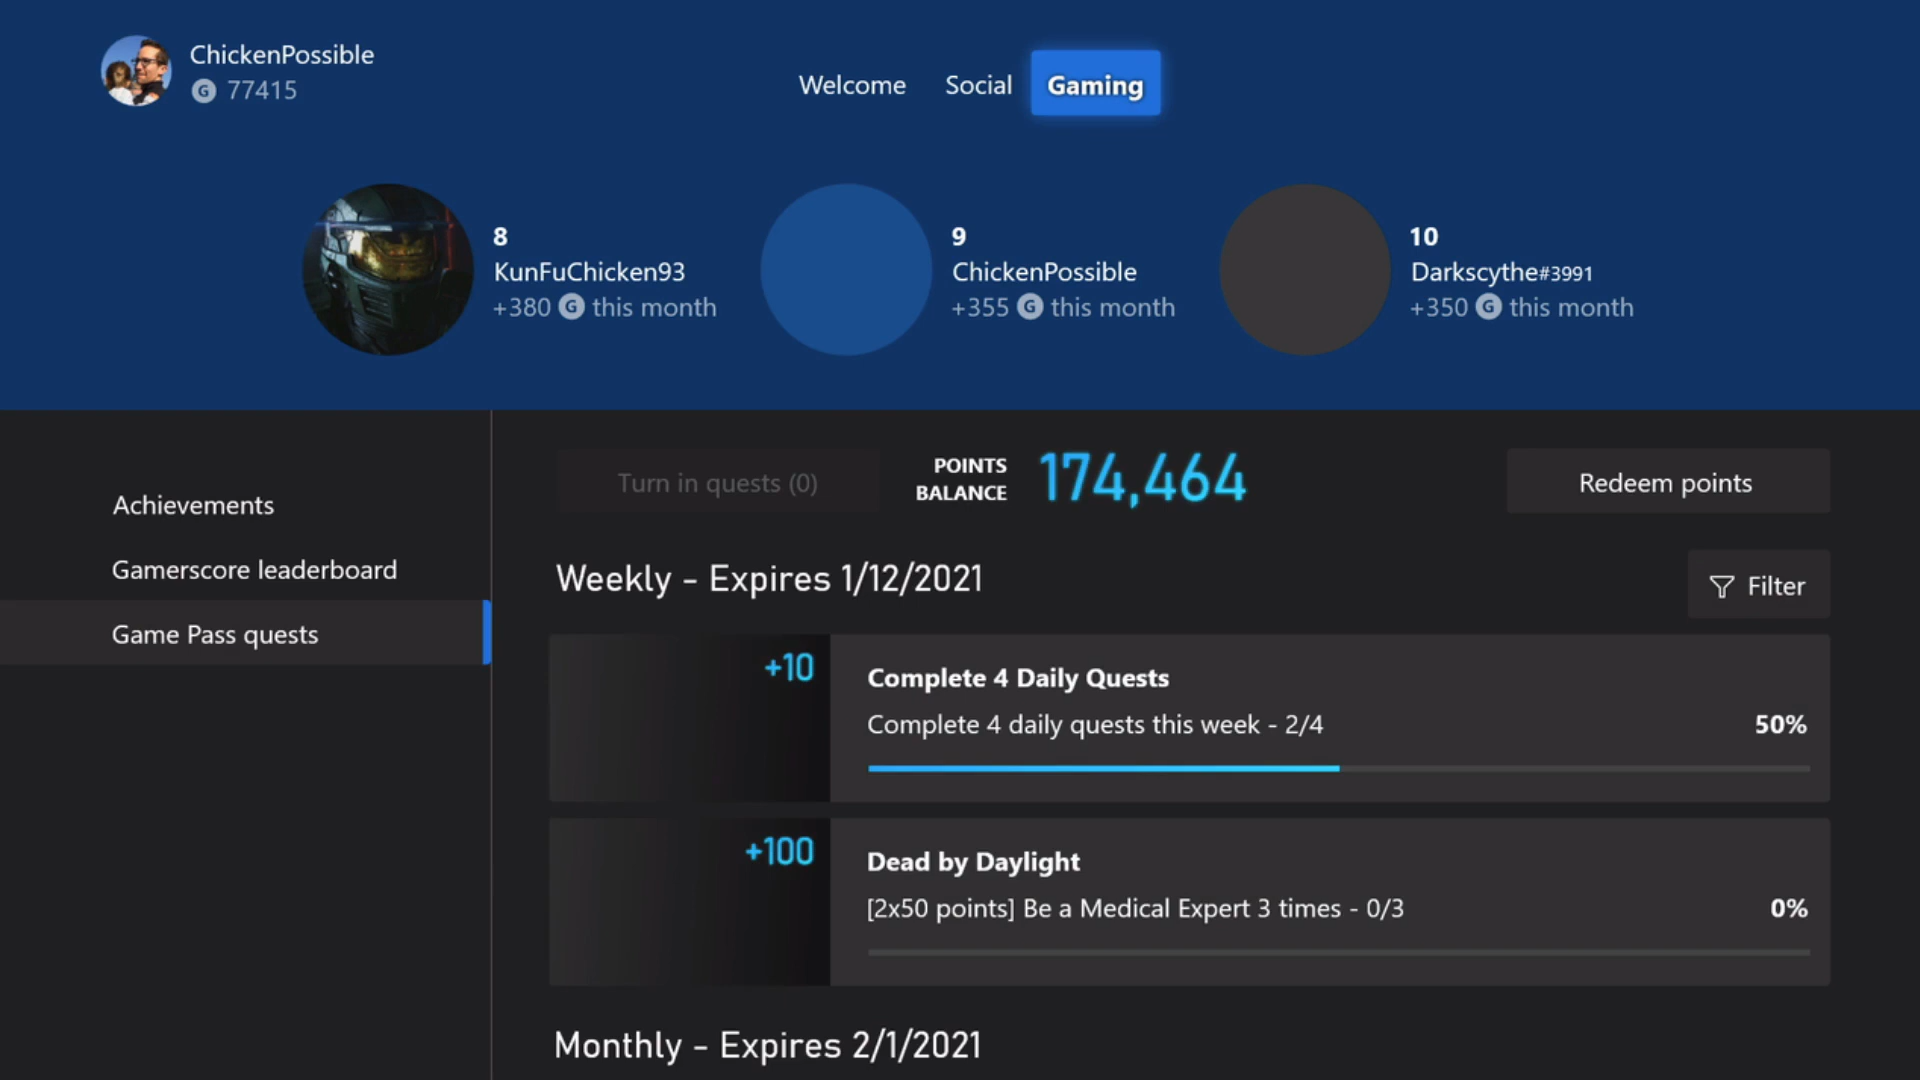 ChickenPossible
G 77415
Welcome Social Gaming
8
KunFuChicken93
+380 G this month
9
ChickenPossible
+355 G this month
10
Darkscythe#3991
+350 G this month
Achievements
Gamerscore leaderboard
Game Pass quests
Turn in quests (0)
POINTS
BALANCE
174,464
Redeem points
Weekly - Expires 1/12/2021
Filter
+10
Complete 4 Daily Quests
Complete 4 daily quests this week - 2/4
50%
+100
Dead by Daylight
[2x50 points] Be a Medical Expert 3 times - 0/3
0%
Monthly - Expires 2/1/2021